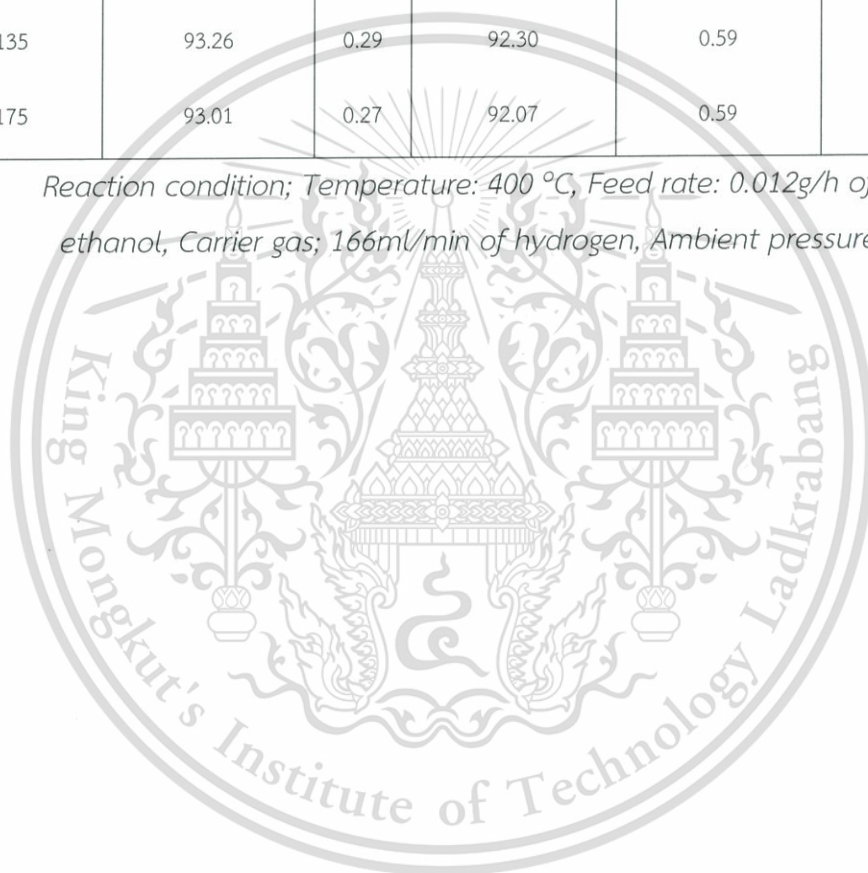 135 93.26 0.29 92.30 0.59
175 93.01 0.27 92.07 0.59
Reaction condition; Temperature: 400 °C, Feed rate: 0.012g/h of
ethanol, Carrier gas; 166ml/min of hydrogen, Ambient pressure
King Mongkut's Institute of Technology Ladkrabang